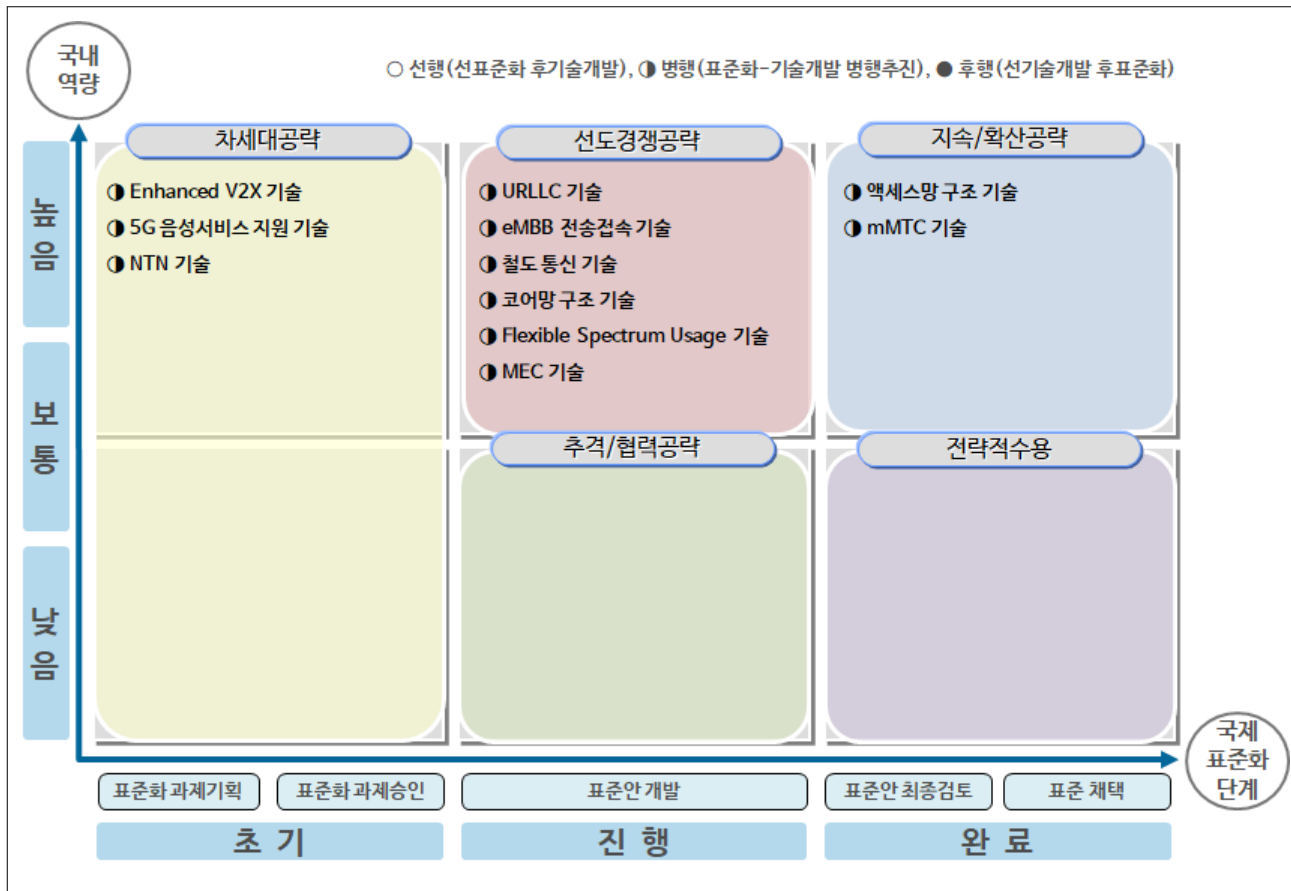 국내
역량
○ 선행(선표준화 후기술개발), ◑ 병행(표준화-기술개발 병행추진), ● 후행(선기술개발 후표준화)
차세대공략
◑ Enhanced V2X 기술
◑ 5G 음성서비스 지원 기술
◑ NTN 기술
선도경쟁공략
◑ URLLC 기술
◑ eMBB 전송접속 기술
◑ 철도 통신 기술
◑ 코어망 구조 기술
◑ Flexible Spectrum Usage 기술
◑ MEC 기술
지속/확산공략
◑ 액세스망 구조 기술
◑ mMTC 기술
추격/협력공략
전략적수용
높
음
보
통
낮
음
국제
표준화
단계
표준화 과제기획
표준화 과제승인
표준안 개발
표준안 최종검토
표준 채택
초 기
진 행
완 료